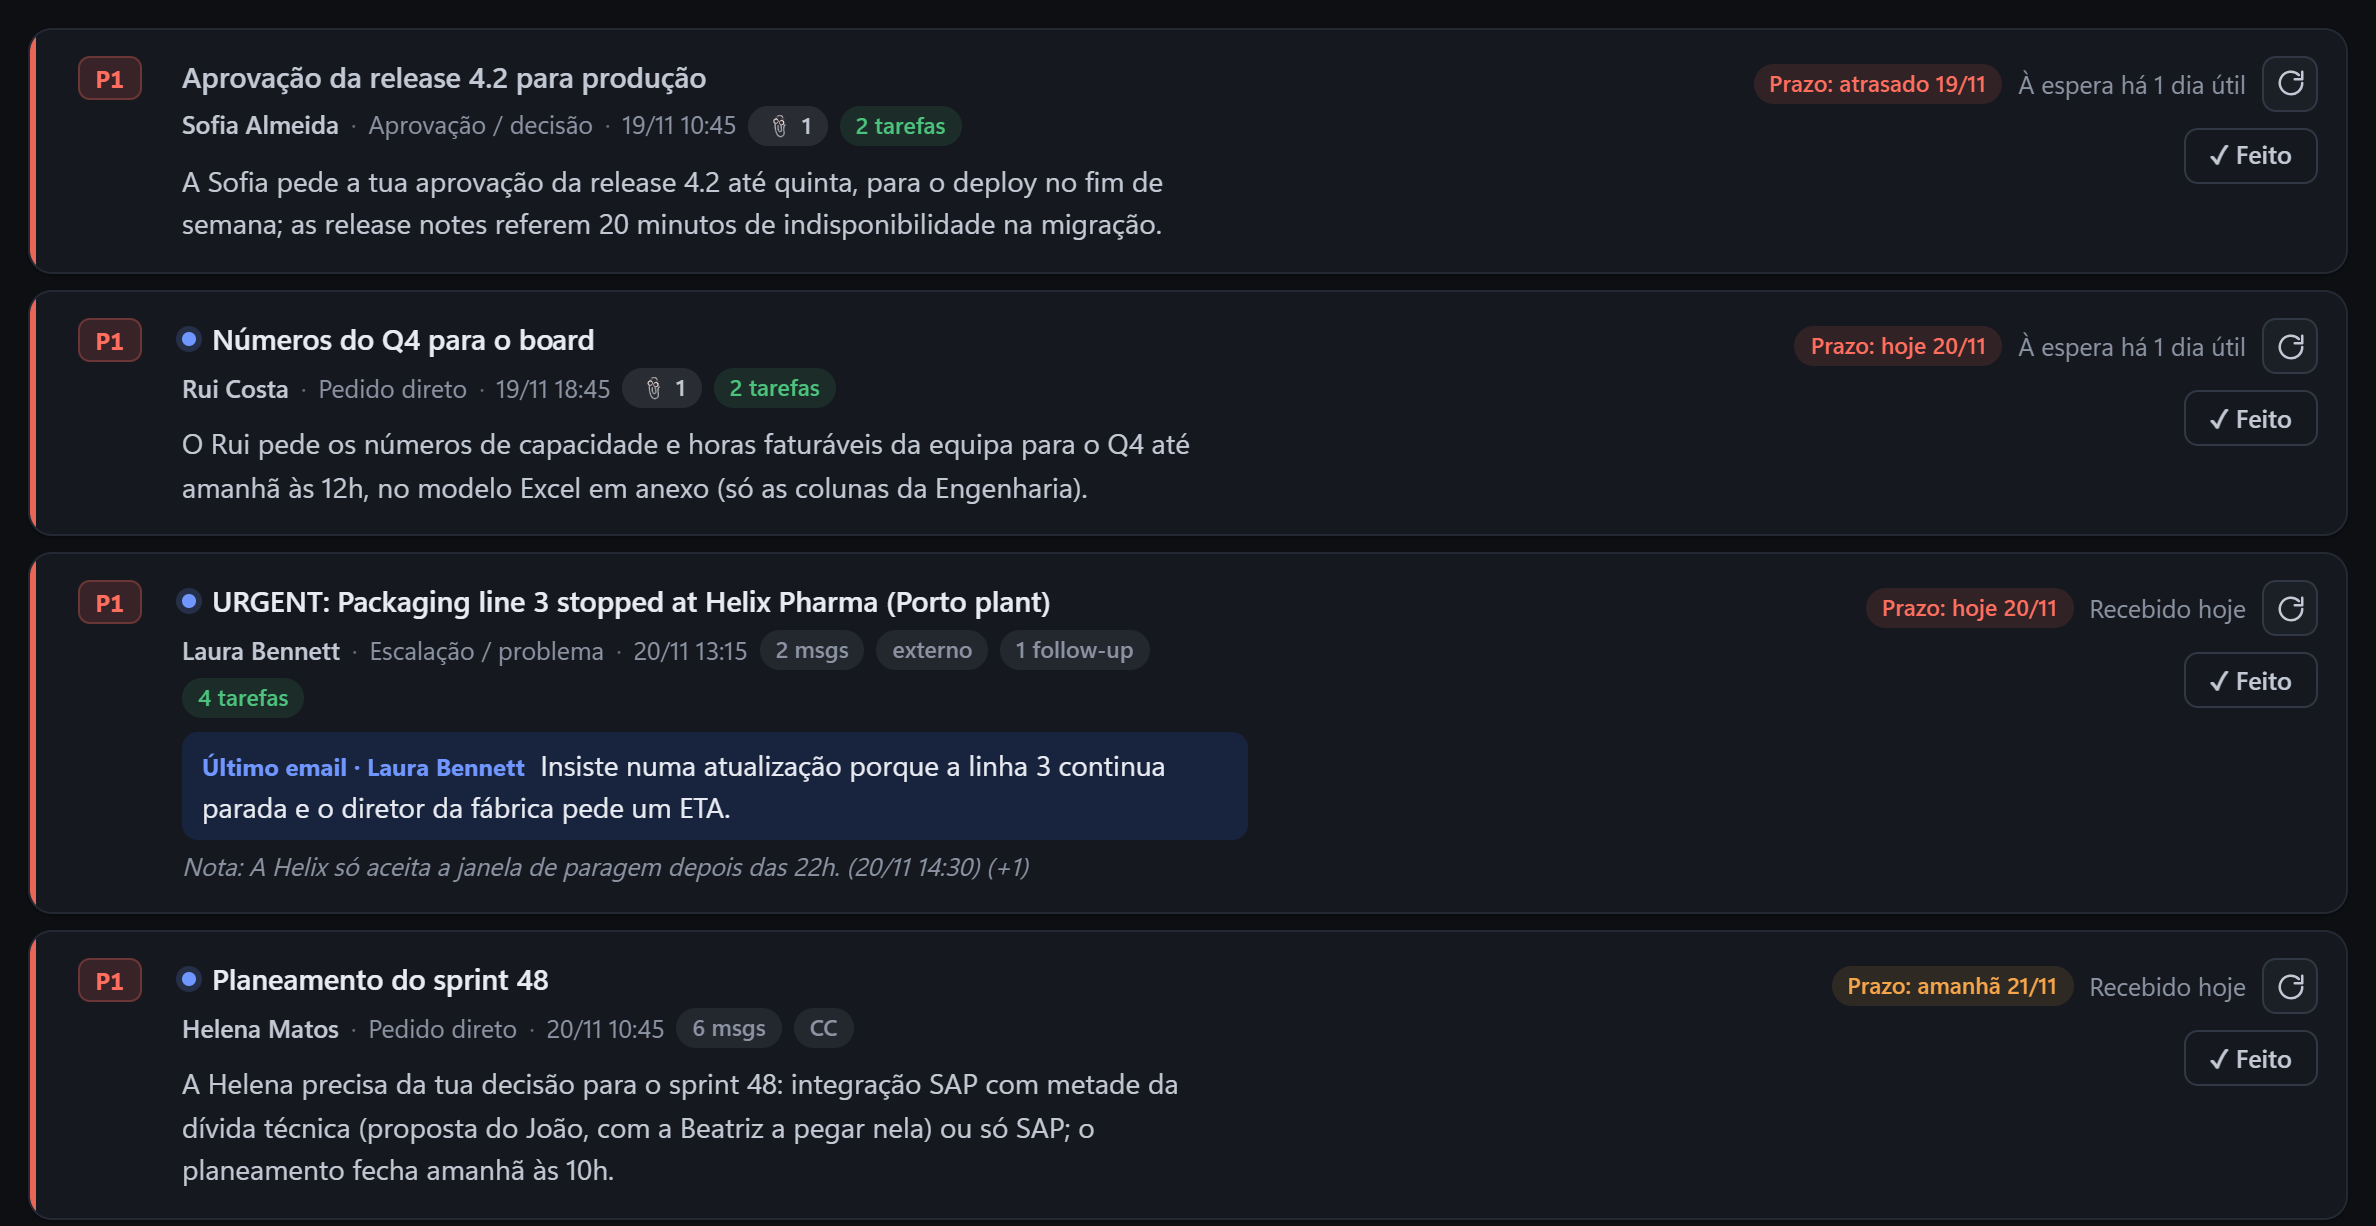 P1 Aprovação da release 4.2 para produção Prazo: atrasado 19/11 À espera há 1 dia útil
Sofia Almeida · Aprovação / decisão · 19/11 10:45 1 2 tarefas
✓ Feito
A Sofia pede a tua aprovação da release 4.2 até quinta, para o deploy no fim de
semana; as release notes referem 20 minutos de indisponibilidade na migração.
P1 Números do Q4 para o board Prazo: hoje 20/11 À espera há 1 dia útil
Rui Costa · Pedido direto · 19/11 18:45 1 2 tarefas
✓ Feito
O Rui pede os números de capacidade e horas faturáveis da equipa para o Q4 até
amanhã às 12h, no modelo Excel em anexo (só as colunas da Engenharia).
P1 URGENT: Packaging line 3 stopped at Helix Pharma (Porto plant) Prazo: hoje 20/11 Recebido hoje
Laura Bennett · Escalação / problema · 20/11 13:15 2 msgs externo 1 follow-up
✓ Feito
4 tarefas
Último email · Laura Bennett Insiste numa atualização porque a linha 3 continua
parada e o diretor da fábrica pede um ETA.
Nota: A Helix só aceita a janela de paragem depois das 22h. (20/11 14:30) (+1)
P1 Planeamento do sprint 48 Prazo: amanhã 21/11 Recebido hoje
Helena Matos · Pedido direto · 20/11 10:45 6 msgs CC
✓ Feito
A Helena precisa da tua decisão para o sprint 48: integração SAP com metade da
dívida técnica (proposta do João, com a Beatriz a pegar nela) ou só SAP; o
planeamento fecha amanhã às 10h.